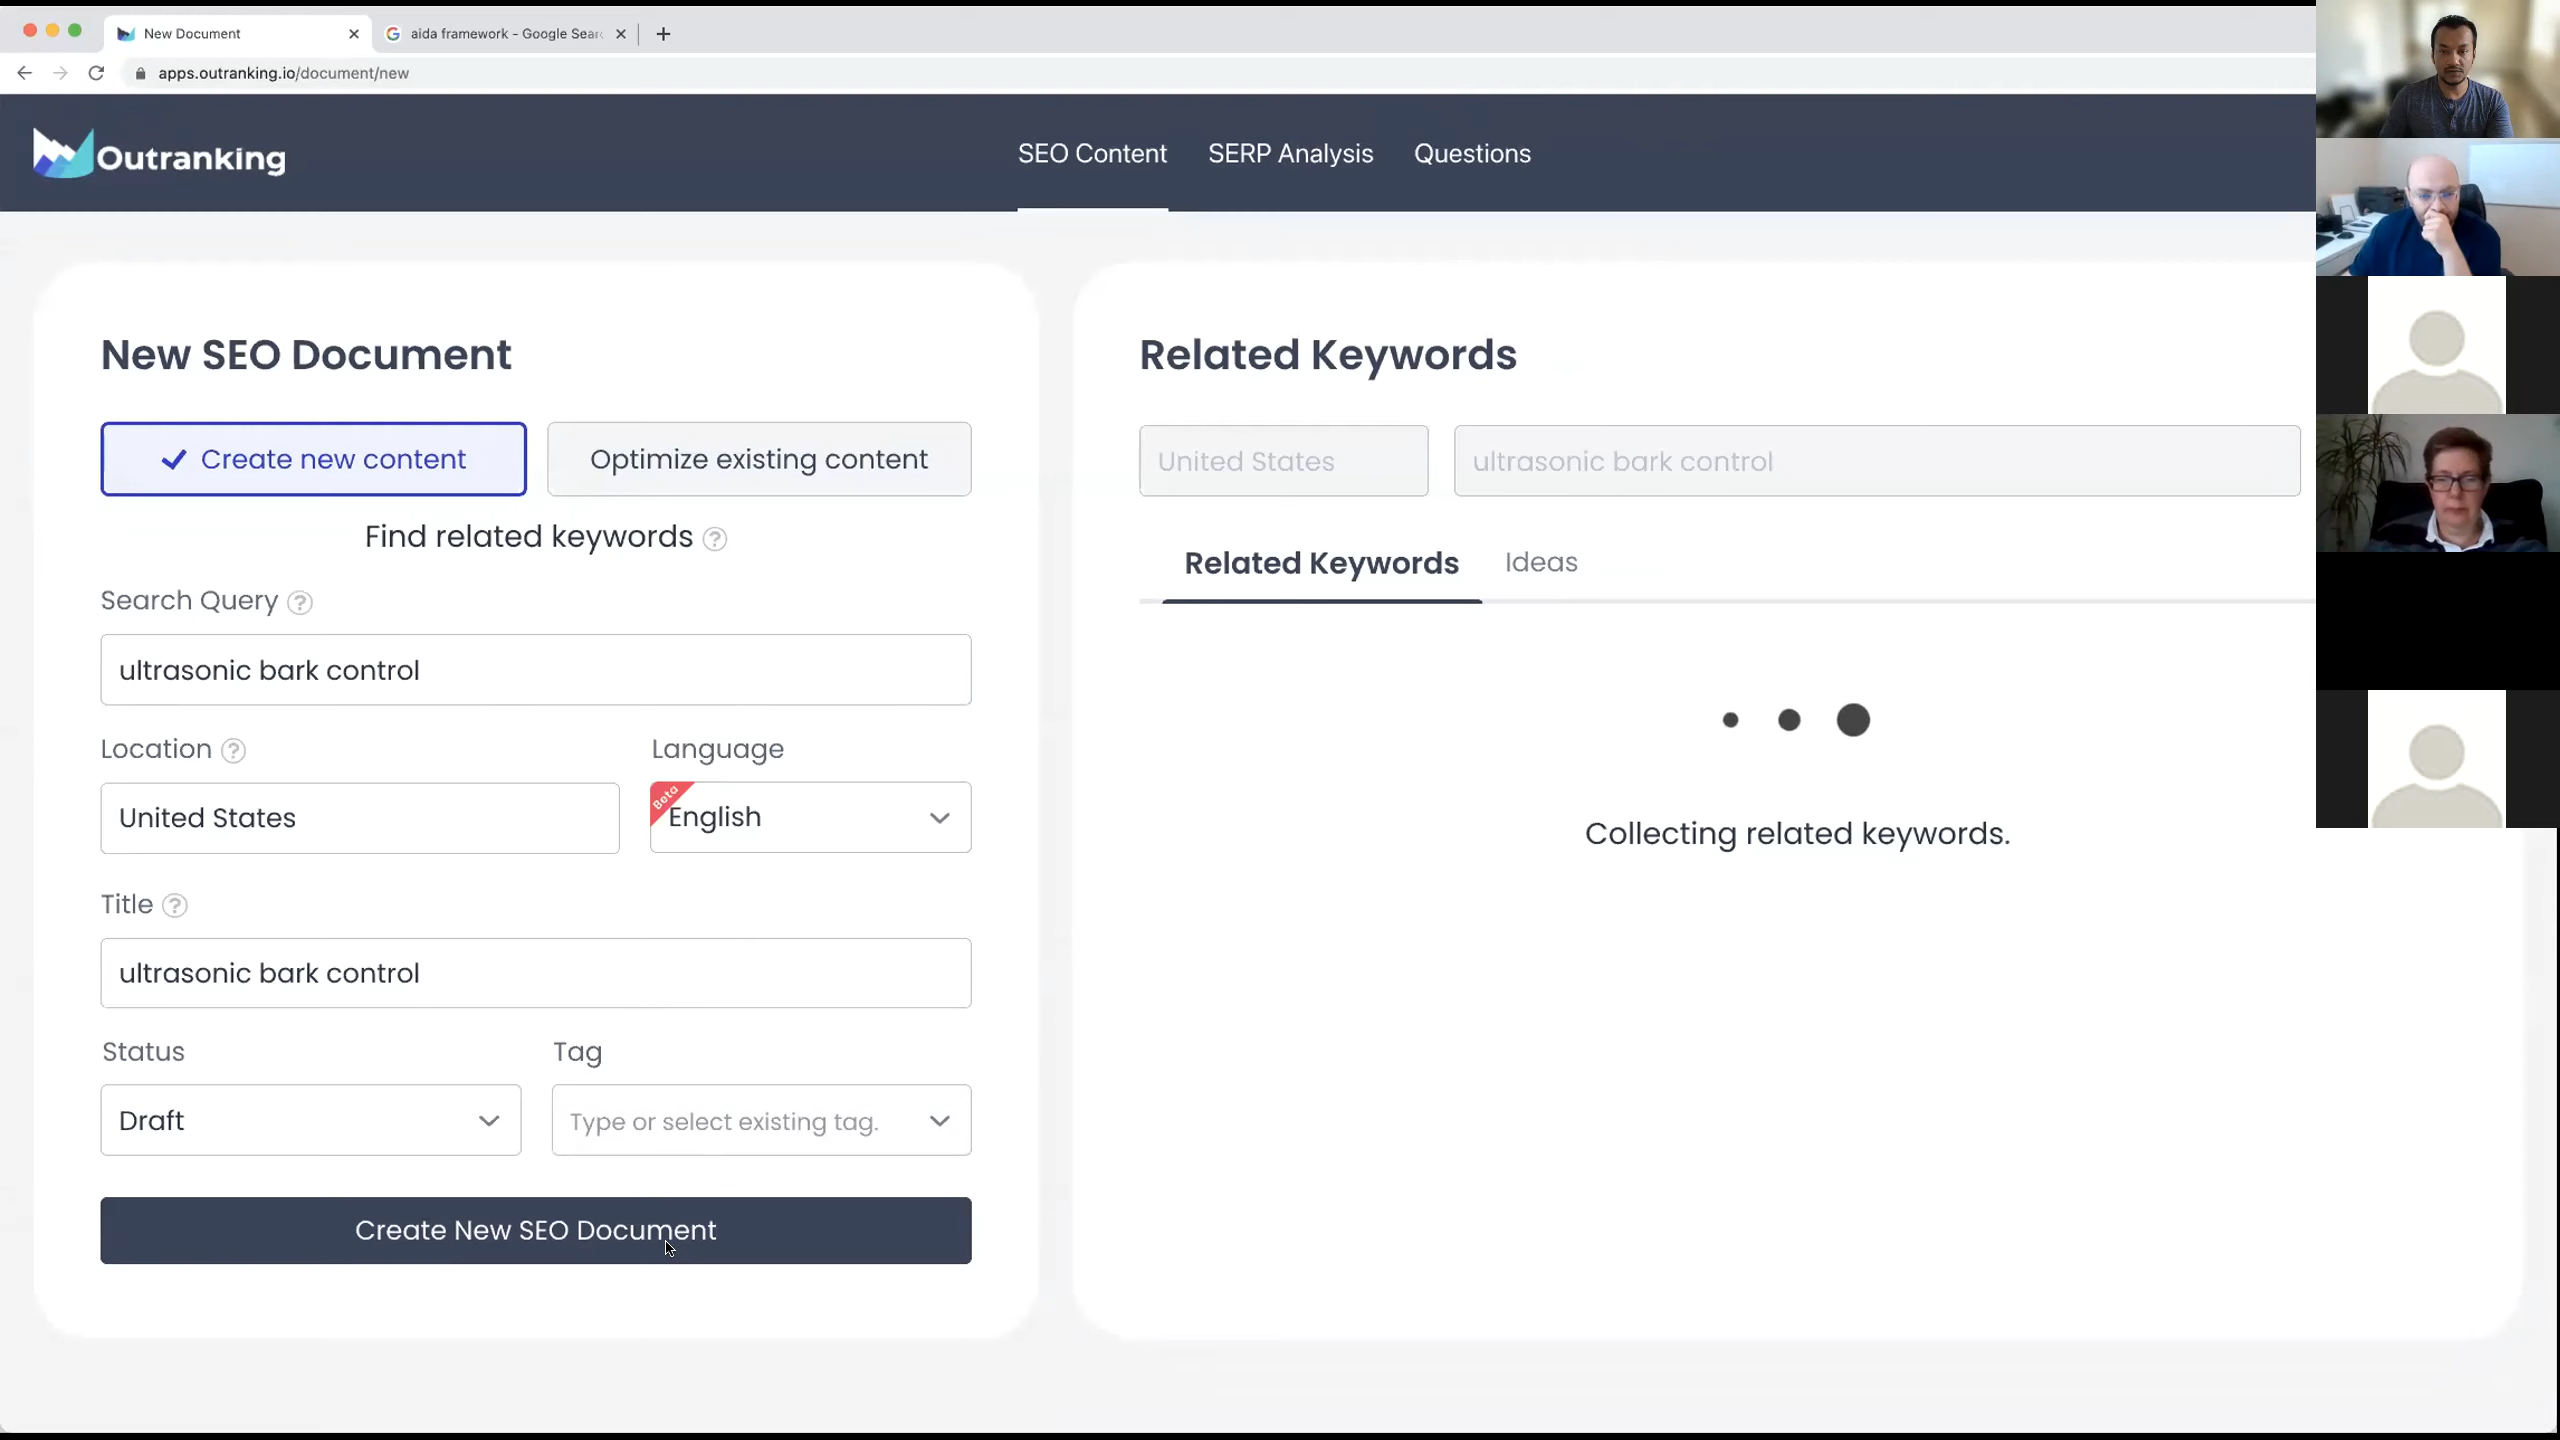 New Document
aida framework - Google Sear
apps.outranking.io/document/new
Outranking
SEO Content
SERP Analysis
Questions
New SEO Document
Create new content
Optimize existing content
Find related keywords ?
Search Query ?
ultrasonic bark control
Location ?
Language
United States
Beta
English
Title ?
ultrasonic bark control
Status
Tag
Draft
Type or select existing tag.
Create New SEO Document
Related Keywords
United States
ultrasonic bark control
Related Keywords
Ideas
Collecting related keywords.